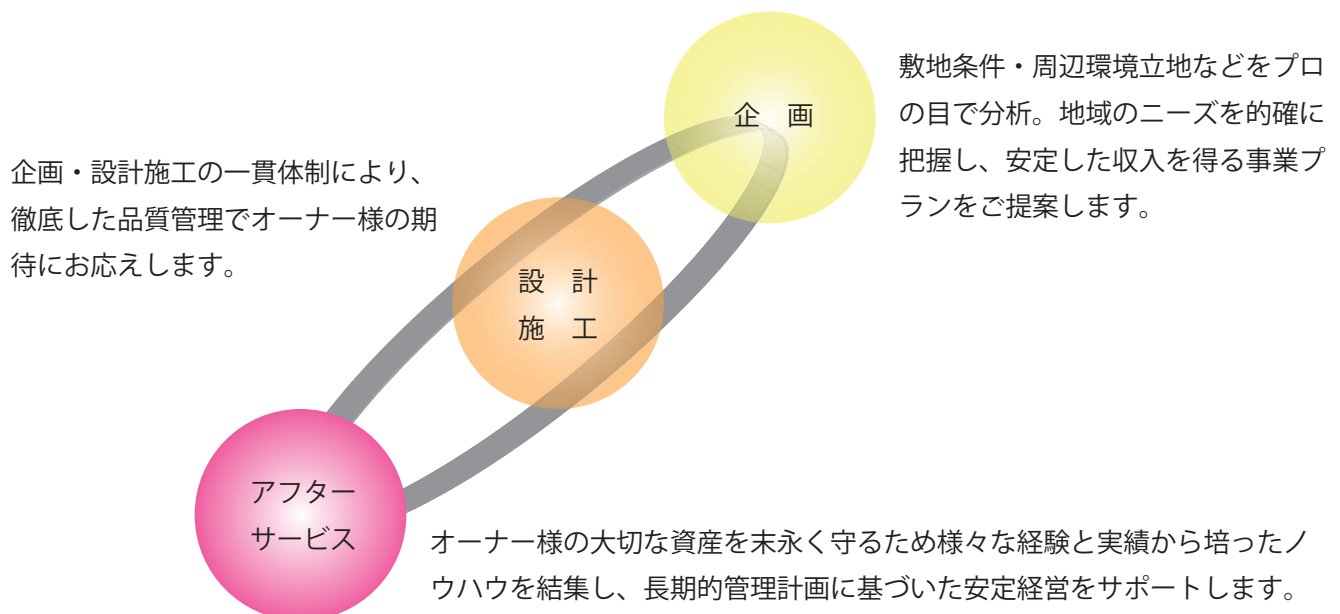 企　画
敷地条件・周辺環境立地などをプロ
の目で分析。地域のニーズを的確に
把握し、安定した収入を得る事業プ
ランをご提案します。
企画・設計施工の一貫体制により、
徹底した品質管理でオーナー様の期
待にお応えします。
設　計
施　工
アフター
サービス
オーナー様の大切な資産を末永く守るため様々な経験と実績から培ったノ
ウハウを結集し、長期的管理計画に基づいた安定経営をサポートします。